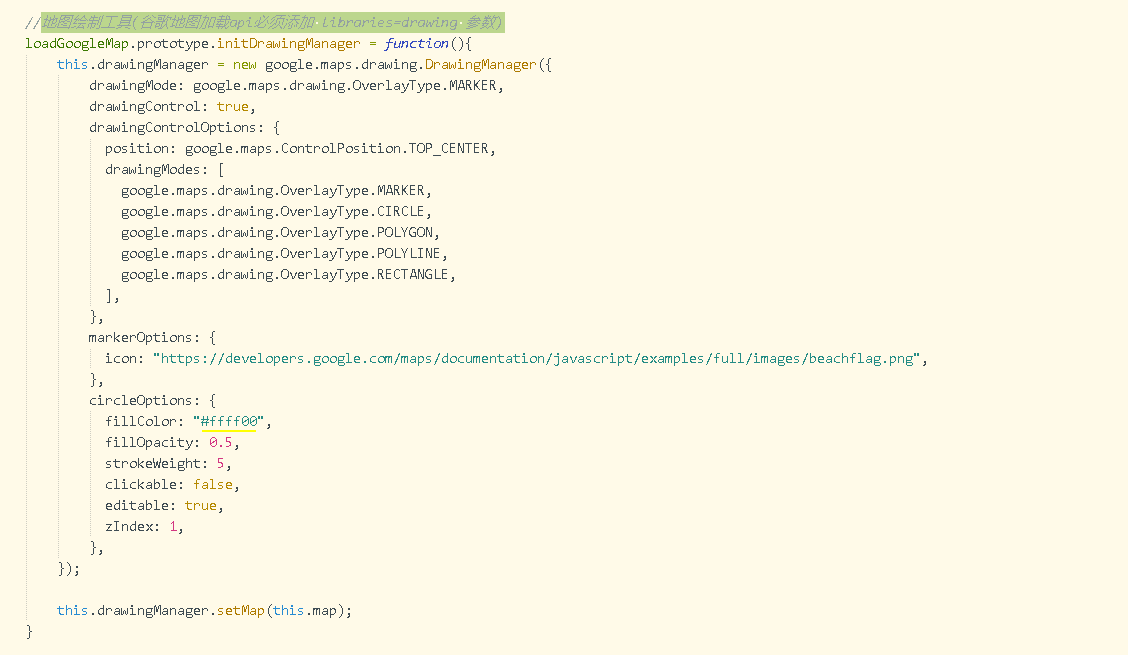 //地图绘制工具(谷歌地图加载api必须添加 libraries=drawing 参数)
loadGoogleMap.prototype.initDrawingManager = function(){
    this.drawingManager = new google.maps.drawing.DrawingManager({
        drawingMode: google.maps.drawing.OverlayType.MARKER,
        drawingControl: true,
        drawingControlOptions: {
          position: google.maps.ControlPosition.TOP_CENTER,
          drawingModes: [
            google.maps.drawing.OverlayType.MARKER,
            google.maps.drawing.OverlayType.CIRCLE,
            google.maps.drawing.OverlayType.POLYGON,
            google.maps.drawing.OverlayType.POLYLINE,
            google.maps.drawing.OverlayType.RECTANGLE,
          ],
        },
        markerOptions: {
          icon: "https://developers.google.com/maps/documentation/javascript/examples/full/images/beachflag.png",
        },
        circleOptions: {
          fillColor: "#ffff00",
          fillOpacity: 0.5,
          strokeWeight: 5,
          clickable: false,
          editable: true,
          zIndex: 1,
        },
    });

    this.drawingManager.setMap(this.map);
}